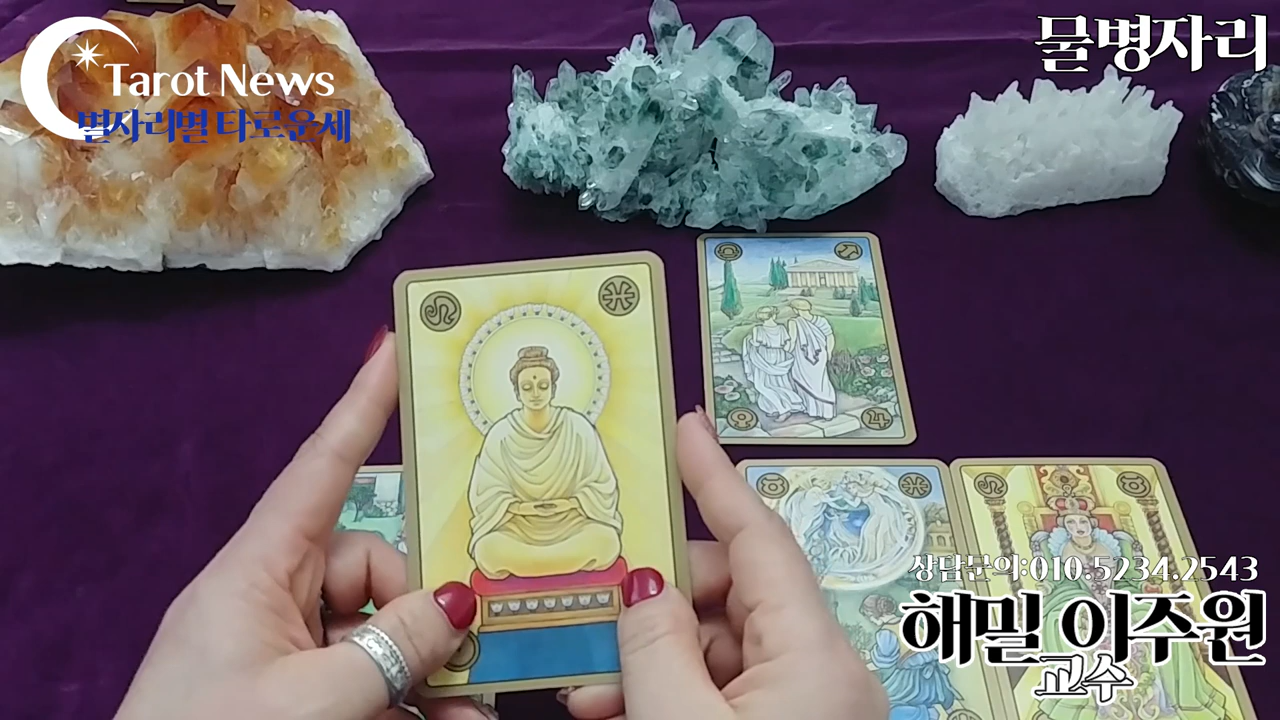 Tarot News
별자리별 타로운세
물병자리
상담문의:010.5234.2543
해밀 이주원
교수